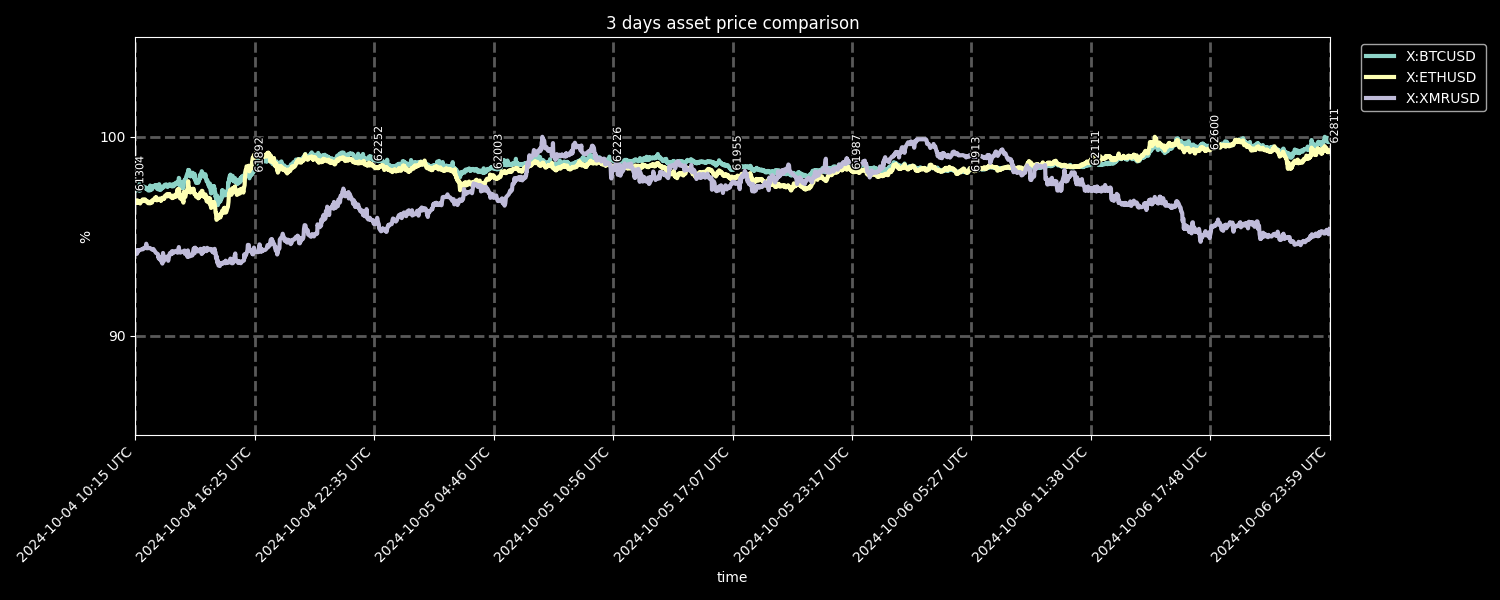 3 days asset price comparison
X:BTCUSD
X:ETHUSD
X:XMRUSD
100
90
%
61304
61892
62252
62003
62226
61955
61987
61913
62111
62600
62811
2024-10-04 10:15 UTC
2024-10-04 16:25 UTC
2024-10-04 22:35 UTC
2024-10-05 04:46 UTC
2024-10-05 10:56 UTC
2024-10-05 17:07 UTC
2024-10-05 23:17 UTC
2024-10-06 05:27 UTC
2024-10-06 11:38 UTC
2024-10-06 17:48 UTC
2024-10-06 23:59 UTC
time